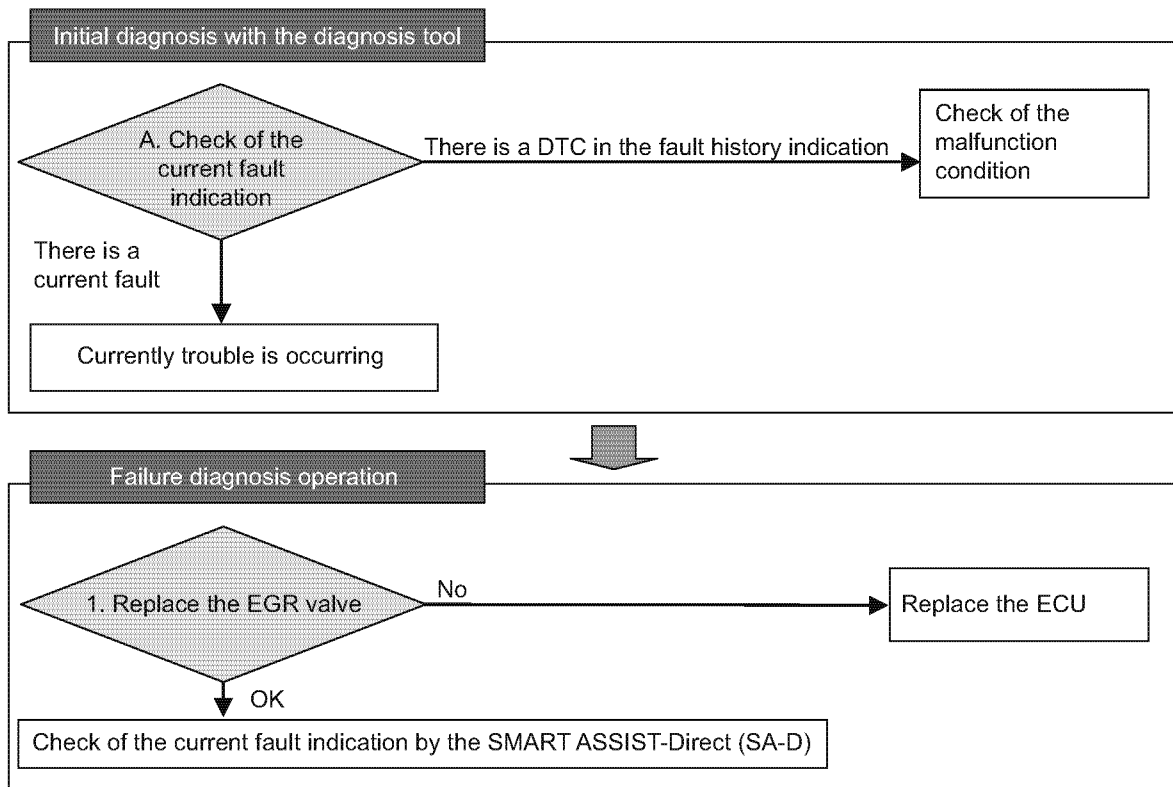 Initial diagnosis with the diagnosis tool
A. Check of the
current fault
indication
There is a DTC in the fault history indication
Check of the
malfunction
condition
There is a
current fault
Currently trouble is occurring
Failure diagnosis operation
1. Replace the EGR valve
No
Replace the ECU
OK
Check of the current fault indication by the SMART ASSIST-Direct (SA-D)